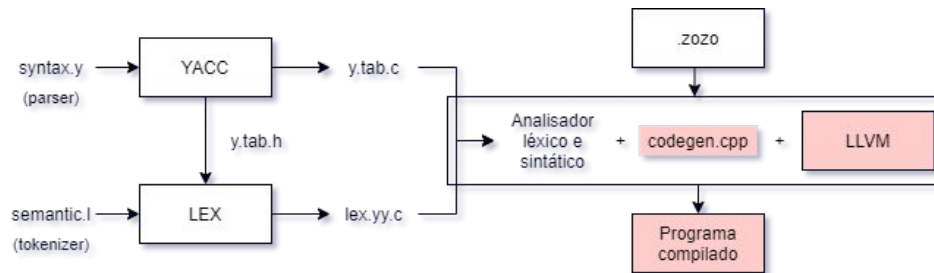 syntax.y
(parser)
YACC
y.tab.c
.zozo
y.tab.h
Analisador
léxico e
sintático
+
codegen.cpp
+
LLVM
semantic.l
(tokenizer)
LEX
lex.yy.c
Programa
compilado